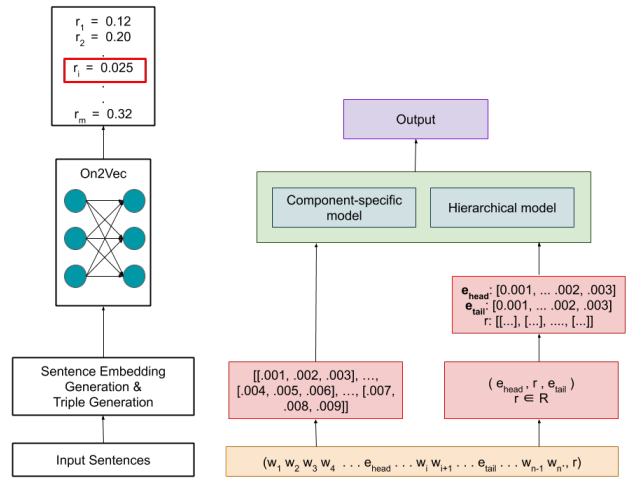 r1 = 0.12
r2 = 0.20
.
ri = 0.025
.
.
rm = 0.32
On2Vec
Sentence Embedding
Generation &
Triple Generation
Input Sentences
Output
Component-specific
model
Hierarchical model
ehead: [0.001, ... .002, .003]
etail: [0.001, ... .002, .003]
r: [[...], [...], ...., [...]]
[[.001, .002, .003], ...,
[.004, .005, .006], ..., [.007,
.008, .009]]
( ehead , r , etail )
r ∈ R
(w1 w2 w3 w4 . . . ehead . . . wi wi+1 . . . etail . . . wn-1 wn., r)